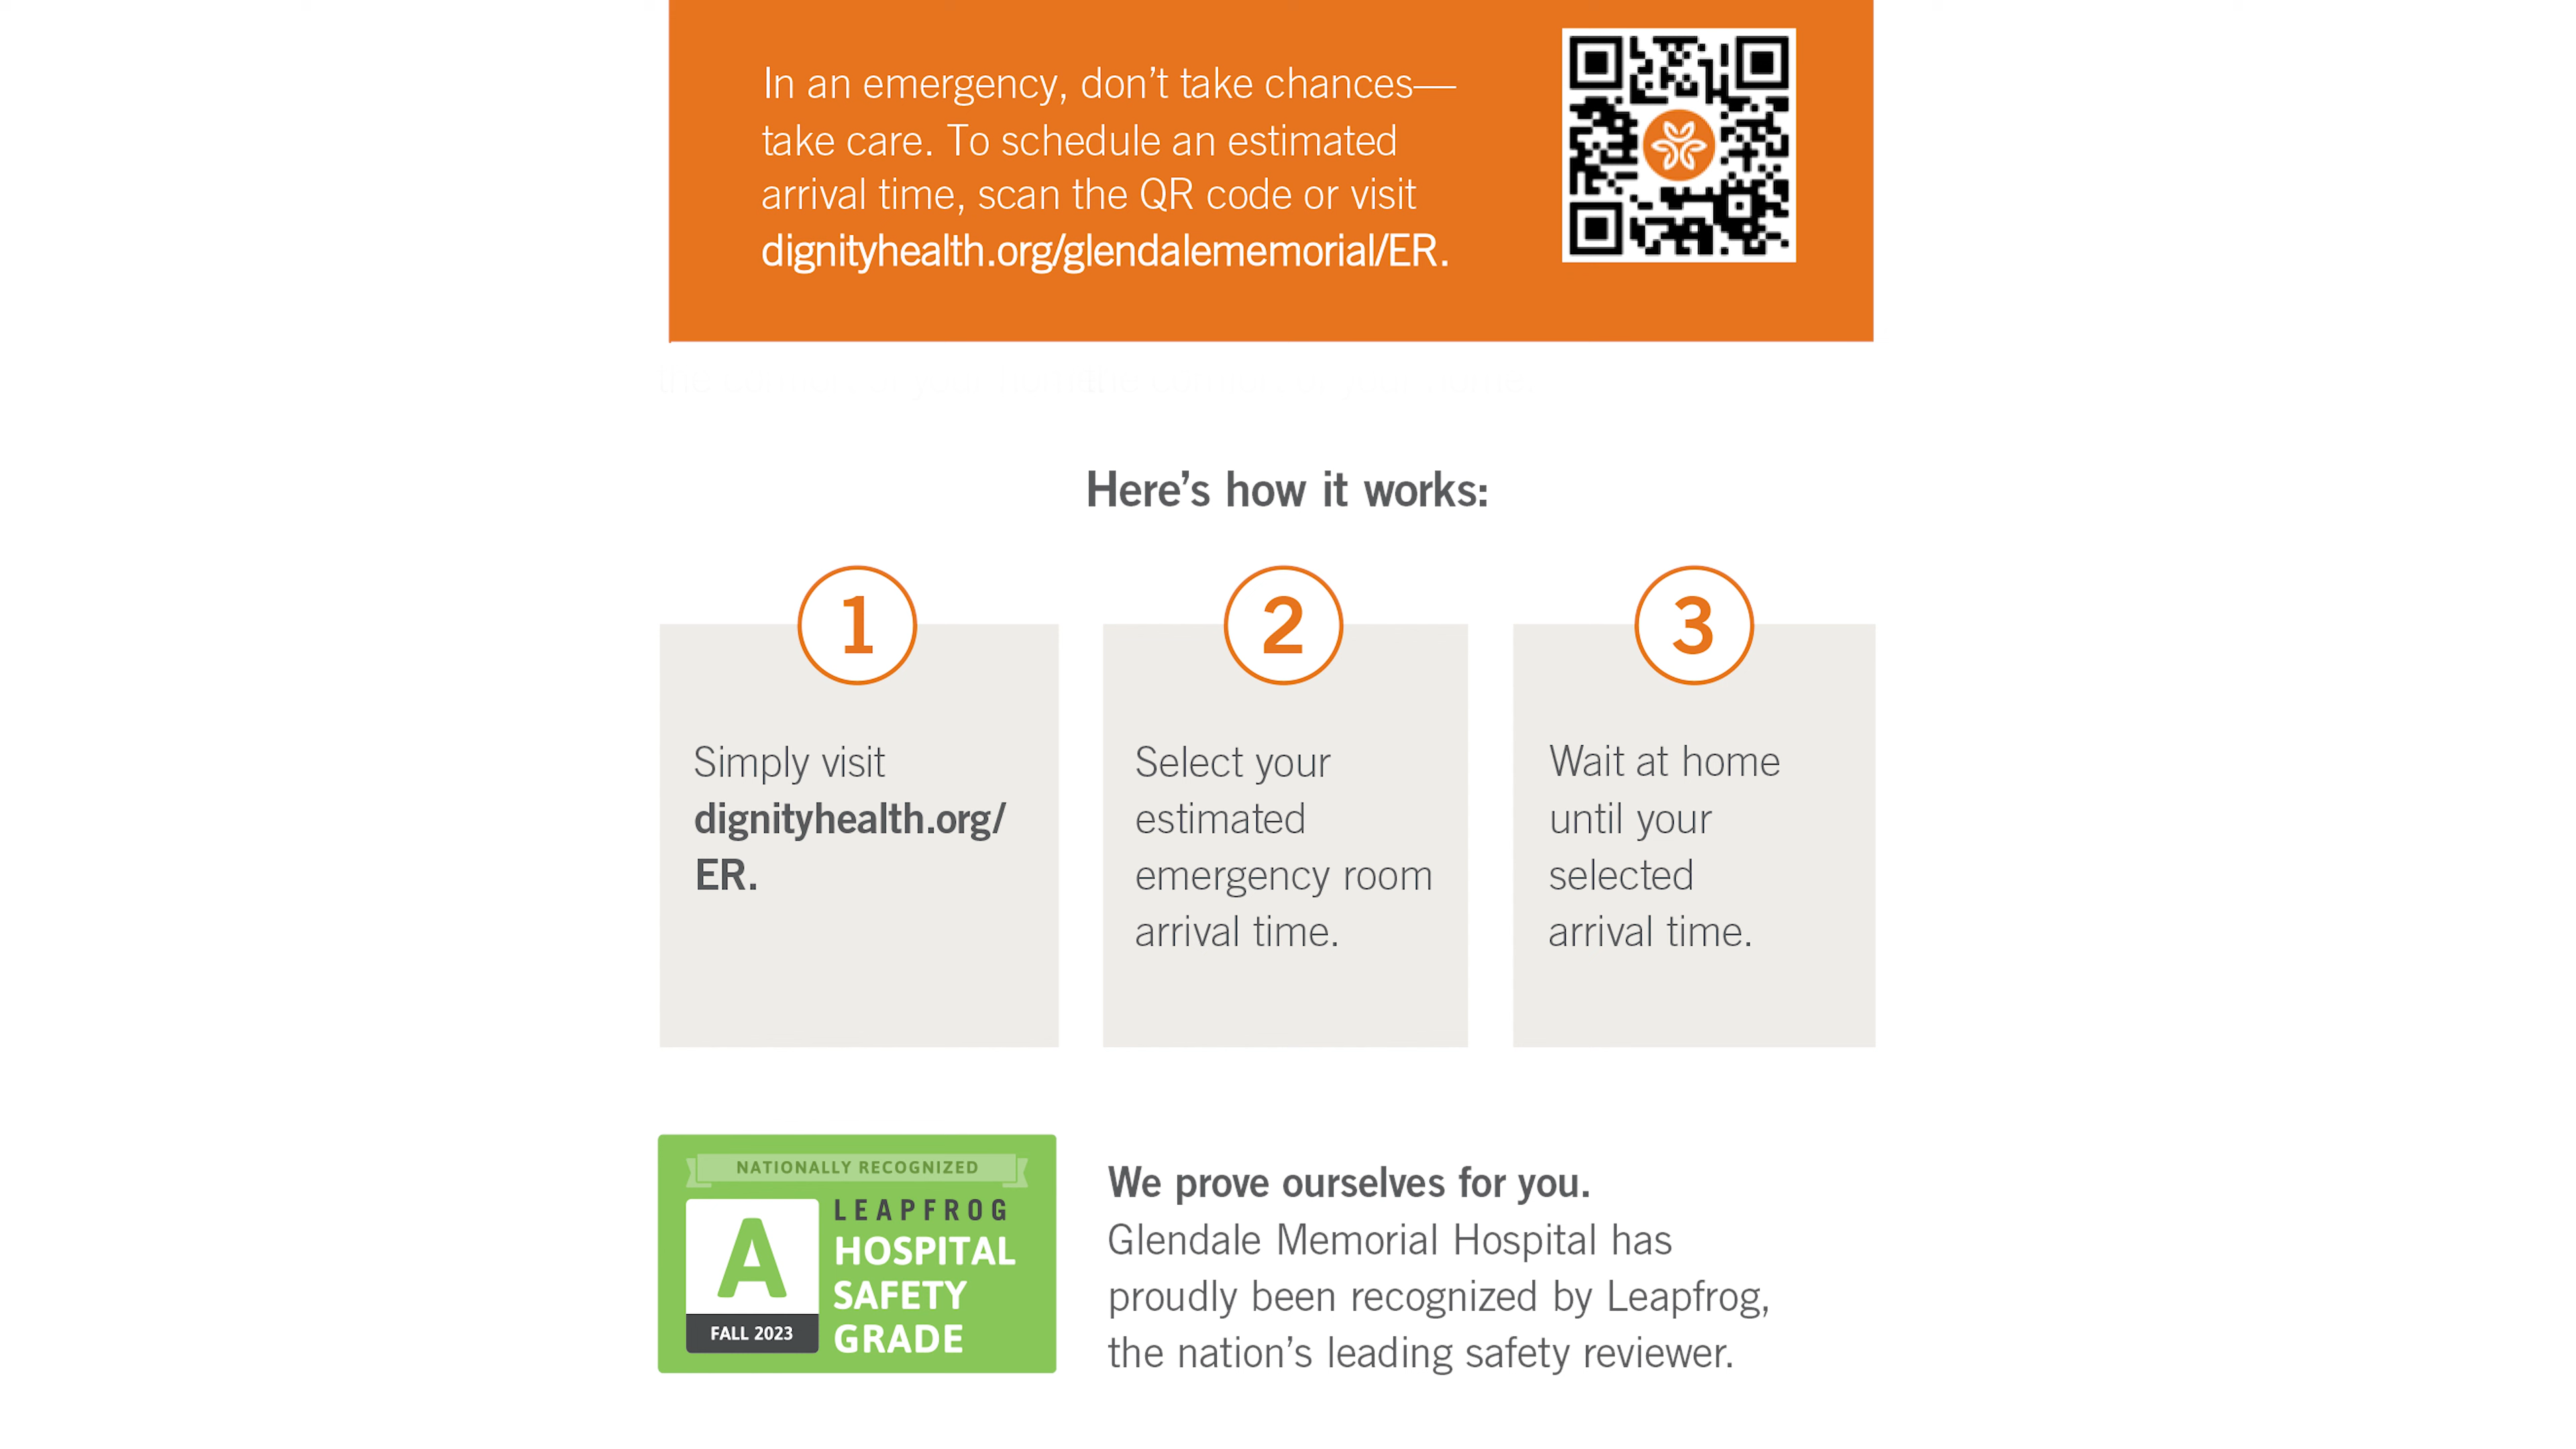 In an emergency, don't take chances—
take care. To schedule an estimated
arrival time, scan the QR code or visit
dignityhealth.org/glendalememorial/ER.
Here's how it works:
1
Simply visit
dignityhealth.org/
ER.
2
Select your
estimated
emergency room
arrival time.
3
Wait at home
until your
selected
arrival time.
NATIONALLY RECOGNIZED
A
FALL 2023
LEAPFROG
HOSPITAL
SAFETY
GRADE
We prove ourselves for you.
Glendale Memorial Hospital has
proudly been recognized by Leapfrog,
the nation's leading safety reviewer.